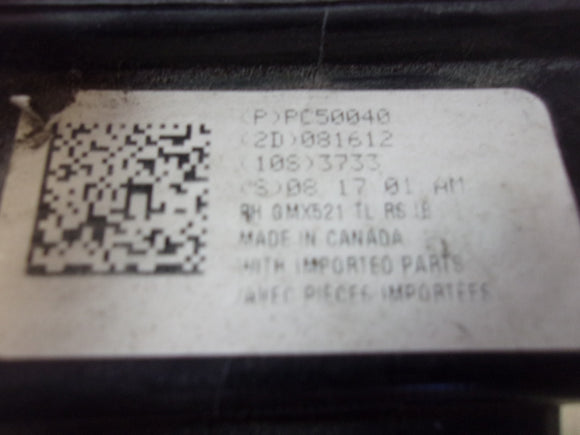 (P)PC50040
(2D)081612
(10S)3733
(S)08 17 01 AM
RH GMX521 TL RS
MADE IN CANADA
WITH IMPORTED PARTS
AVEC PIECES IMPORTEES